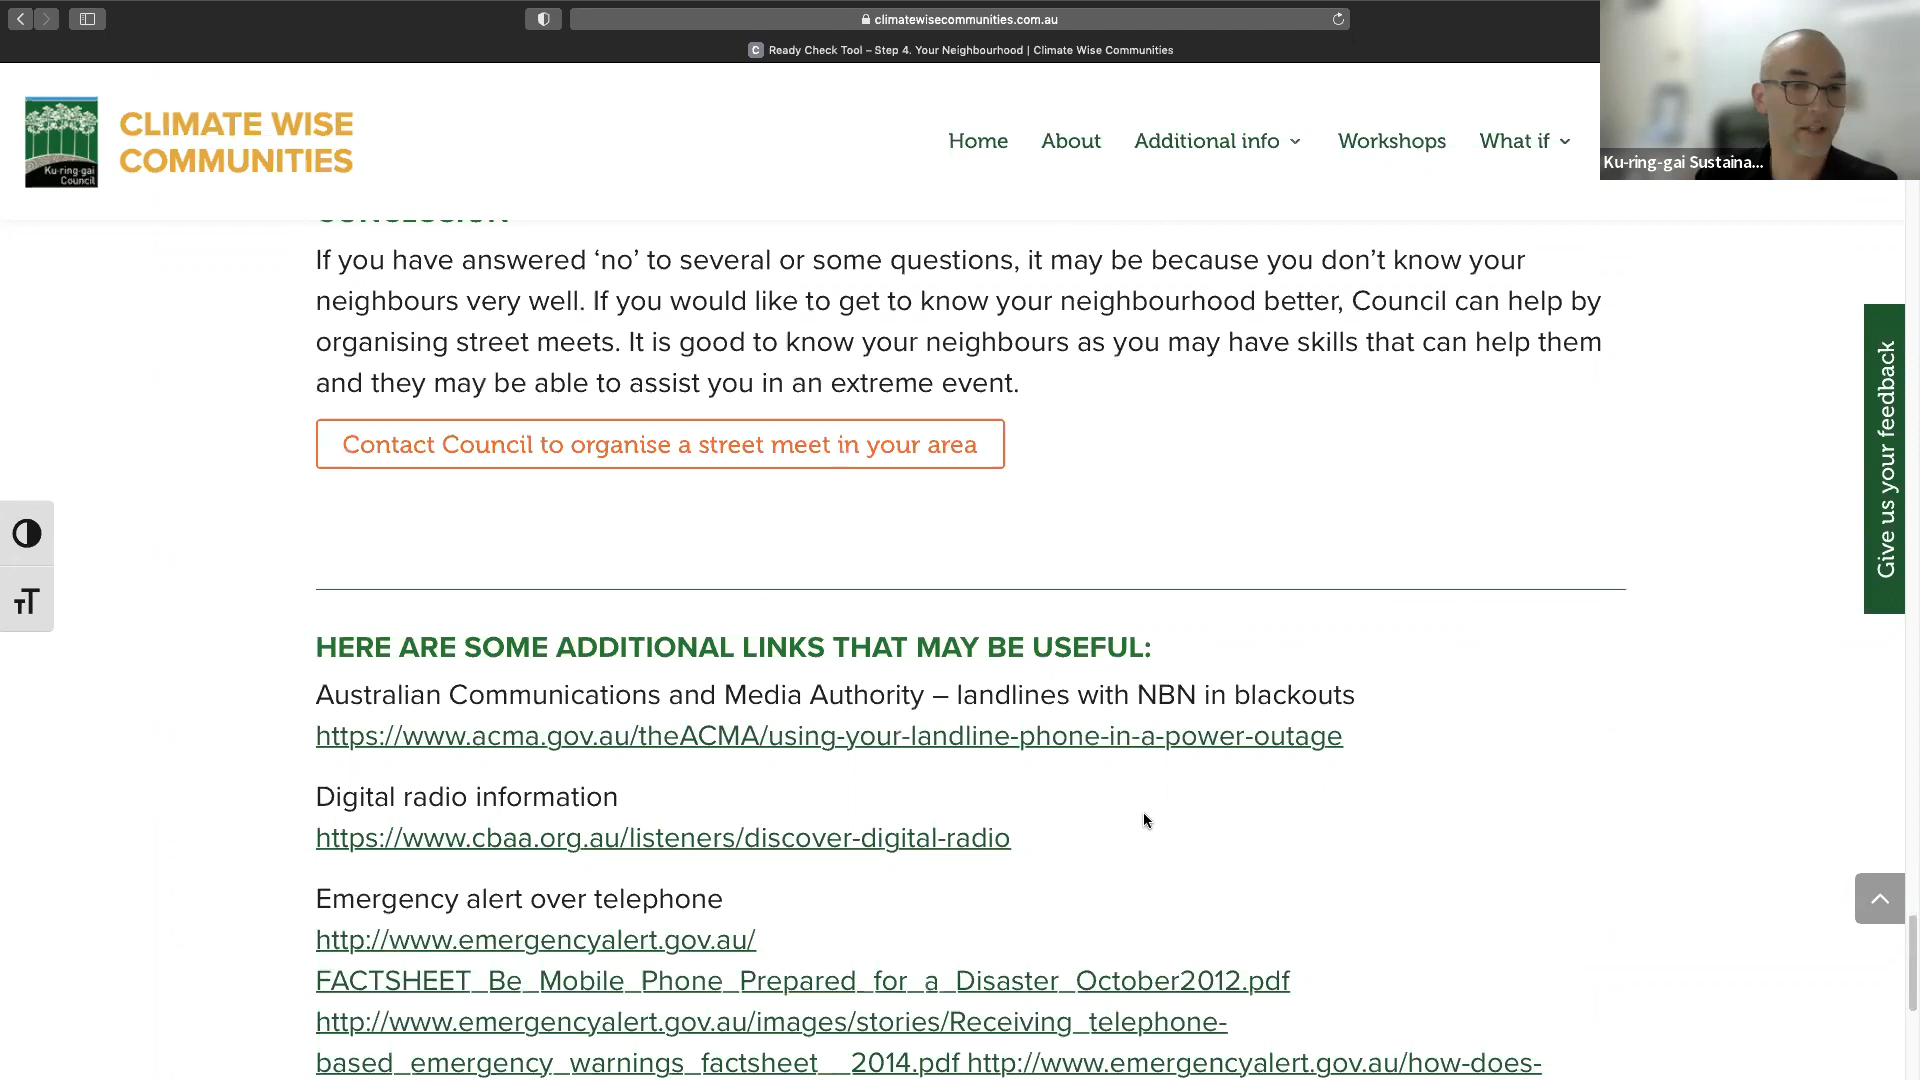 climatewisecommunities.com.au
C Ready Check Tool – Step 4. Your Neighbourhood | Climate Wise Communities
Ku-ring-gai
Council
CLIMATE WISE
COMMUNITIES
Home About Additional info Workshops What if
Ku-ring-gai Sustaina...
CONCLUSION
If you have answered ‘no’ to several or some questions, it may be because you don’t know your
neighbours very well. If you would like to get to know your neighbourhood better, Council can help by
organising street meets. It is good to know your neighbours as you may have skills that can help them
and they may be able to assist you in an extreme event.
Contact Council to organise a street meet in your area
Give us your feedback
TT
HERE ARE SOME ADDITIONAL LINKS THAT MAY BE USEFUL:
Australian Communications and Media Authority – landlines with NBN in blackouts
https://www.acma.gov.au/theACMA/using-your-landline-phone-in-a-power-outage
Digital radio information
https://www.cbaa.org.au/listeners/discover-digital-radio
Emergency alert over telephone
http://www.emergencyalert.gov.au/
FACTSHEET_Be_Mobile_Phone_Prepared_for_a_Disaster_October2012.pdf
http://www.emergencyalert.gov.au/images/stories/Receiving_telephone-
based_emergency_warnings_factsheet__2014.pdf http://www.emergencyalert.gov.au/how-does-